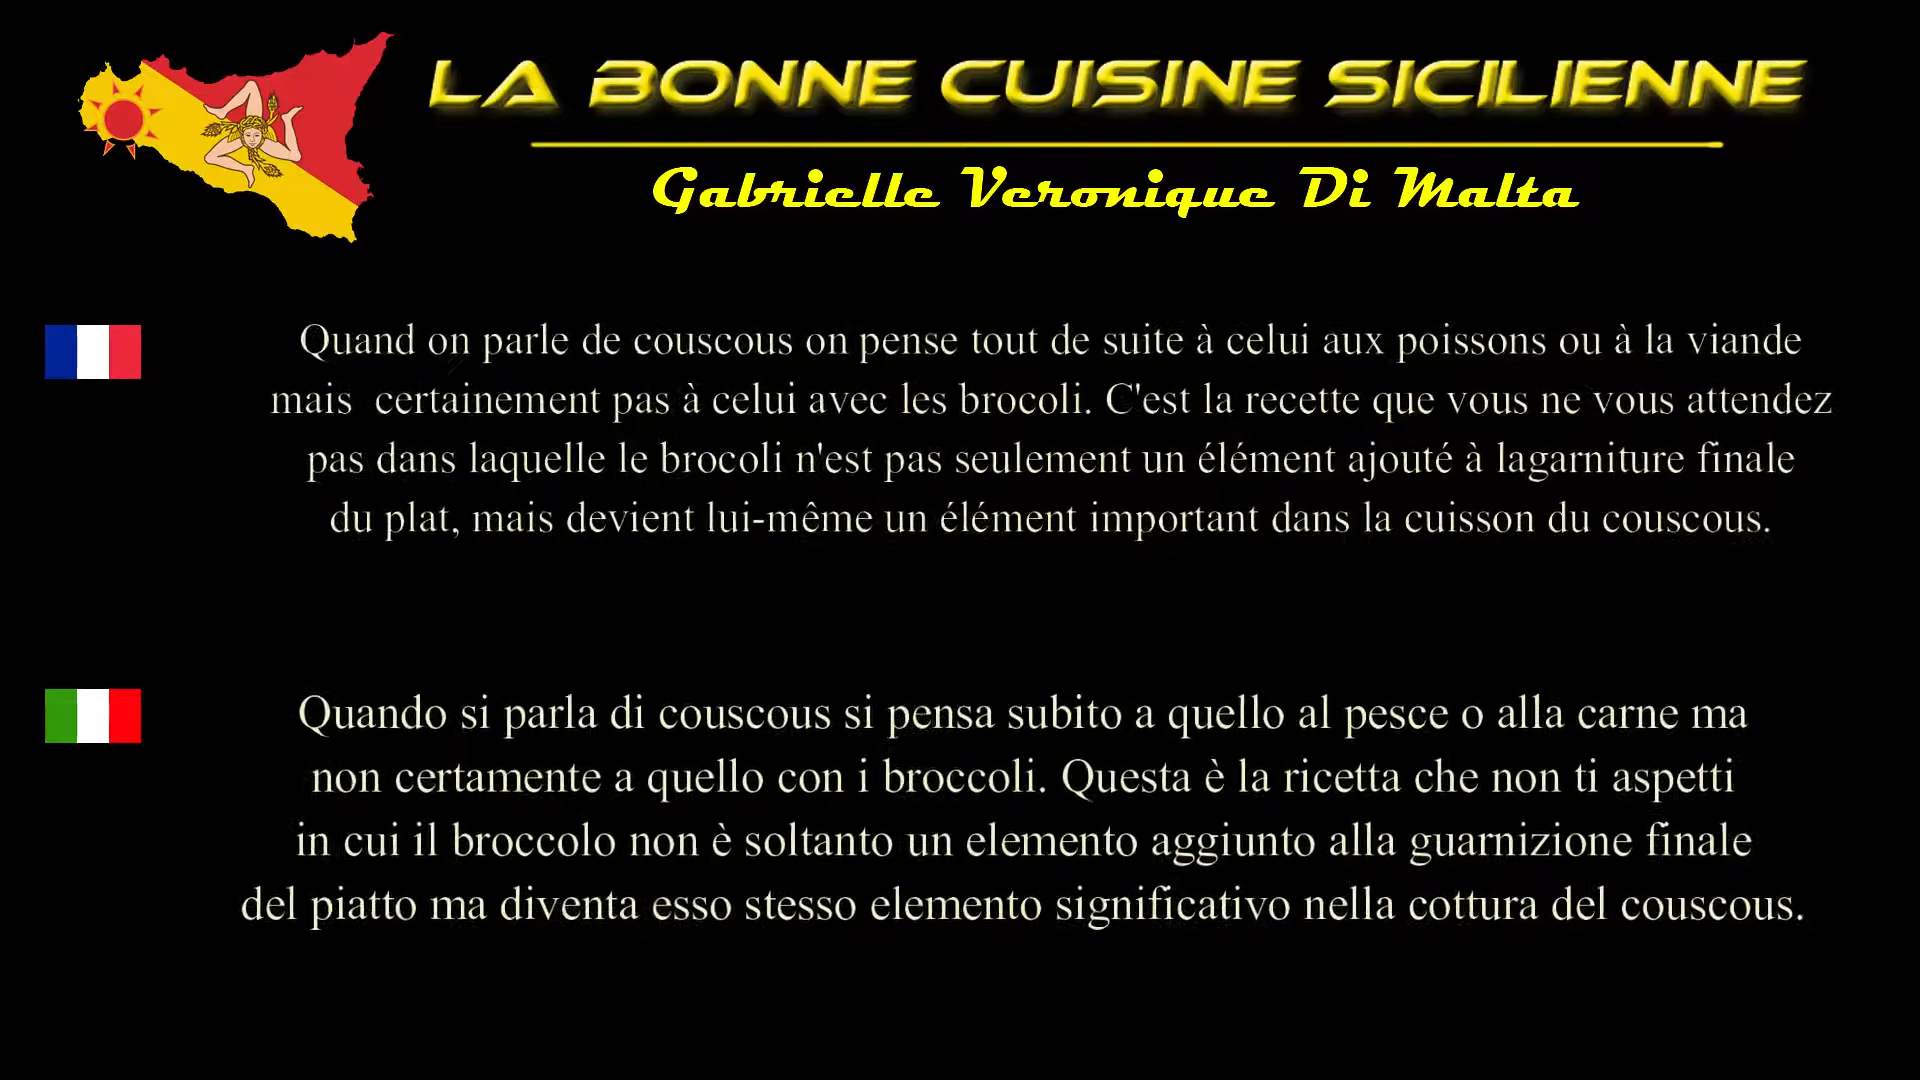 LA BONNE CUISINE SICILIENNE
Gabrielle Veronique Di Malta
Quand on parle de couscous on pense tout de suite à celui aux poissons ou à la viande
mais  certainement pas à celui avec les brocoli. C'est la recette que vous ne vous attendez
pas dans laquelle le brocoli n'est pas seulement un élément ajouté à lagarniture finale
du plat, mais devient lui-même un élément important dans la cuisson du couscous.
Quando si parla di couscous si pensa subito a quello al pesce o alla carne ma
non certamente a quello con i broccoli. Questa è la ricetta che non ti aspetti
in cui il broccolo non è soltanto un elemento aggiunto alla guarnizione finale
del piatto ma diventa esso stesso elemento significativo nella cottura del couscous.